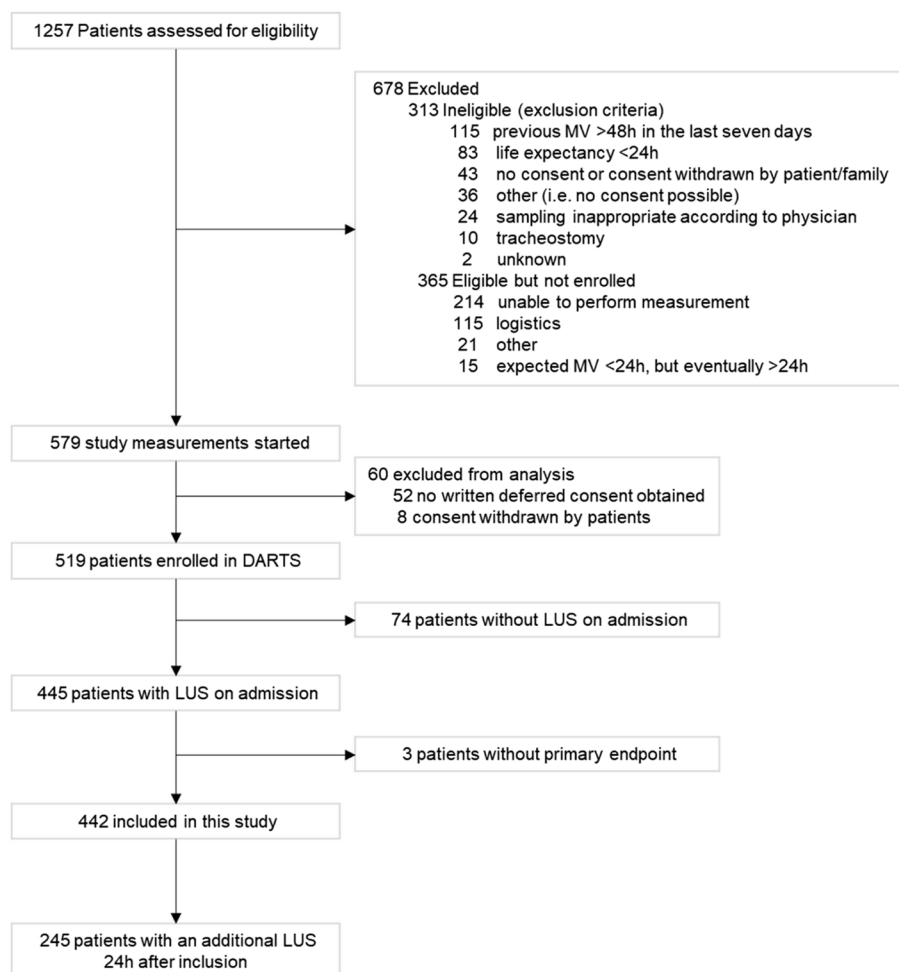 1257 Patients assessed for eligibility
678 Excluded
313 Ineligible (exclusion criteria)
115 previous MV >48h in the last seven days
83 life expectancy <24h
43 no consent or consent withdrawn by patient/family
36 other (i.e. no consent possible)
24 sampling inappropriate according to physician
10 tracheostomy
2 unknown
365 Eligible but not enrolled
214 unable to perform measurement
115 logistics
21 other
15 expected MV <24h, but eventually >24h
579 study measurements started
60 excluded from analysis
52 no written deferred consent obtained
8 consent withdrawn by patients
519 patients enrolled in DARTS
74 patients without LUS on admission
445 patients with LUS on admission
3 patients without primary endpoint
442 included in this study
245 patients with an additional LUS
24h after inclusion